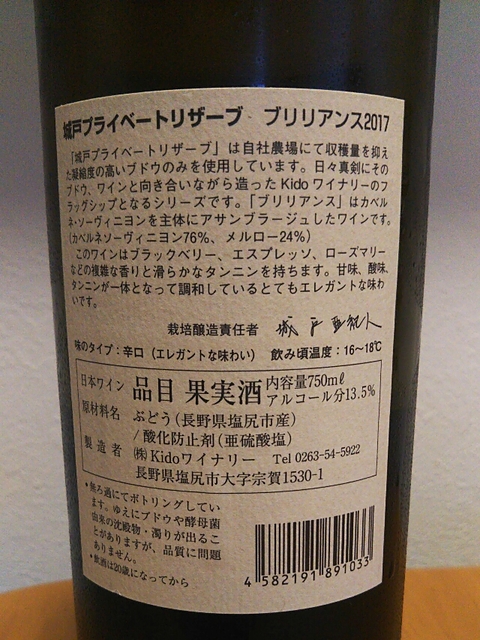 城戸プライベートリザーブ ブリリアンス2017
「城戸プライベートリザーブ」は自社農場にて収穫量を抑え
た凝縮度の高いブドウのみを使用しています。日々真剣にその
ブドウ、ワインと向き合いながら造ったKidoワイナリーのフ
ラッグシップとなるシリーズです。「ブリリアンス」はカベル
ネ・ソーヴィニヨンを主体にアサンブラージュしたワインです。
(カベルネソーヴィニヨン76%、メルロー24%)
このワインはブラックベリー、エスプレッソ、ローズマリー
などの複雑な香りと滑らかなタンニンを持ちます。甘味、酸味、
タンニンが一体となって調和しているとてもエレガントな味わ
いです。
栽培醸造責任者 城戸亜紀人
味のタイプ:辛口(エレガントな味わい) 飲み頃温度:16~18℃
日本ワイン 品目 果実酒 内容量750mℓ
アルコール分13.5%
原材料名 ぶどう(長野県塩尻市産)
/酸化防止剤(亜硫酸塩)
製造者 ㈱Kidoワイナリー Tel 0263-54-5922
長野県塩尻市大字宗賀1530-1
•無ろ過にてボトリングしてい
ます。ゆえにブドウや酵母菌
由来の沈殿物・濁りが出るこ
とがありますが、品質に問題
ありません。
•飲酒は20歳になってから
4 582191 891033